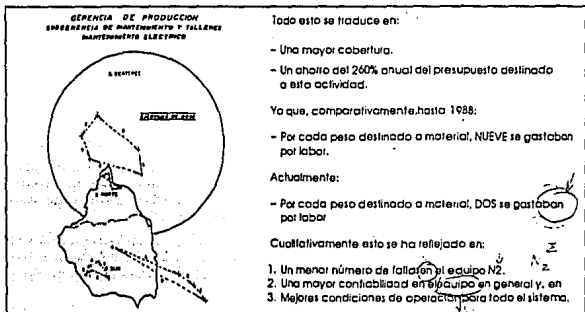 GERENCIA DE PRODUCCION
SUBGERENCIA DE MANTENIMIENTO Y TALLERES
MANTENIMIENTO ELECTRICO
Todo esto se traduce en:
- Una mayor cobertura.
- Un ahorro del 260% anual del presupuesto destinado
a esta actividad.
Ya que, comparativamente, hasta 1988:
- Por cada peso destinado a material, NUEVE se gastaban
por labor.
Actualmente:
- Por cada peso destinado a material, DOS se gastaban
por labor
Cualitativamente esto se ha reflejado en:
1. Un menor número de fallas en el equipo N2.
2. Una mayor confiabilidad en el equipo en general y, en
3. Mejores condiciones de operación para todo el sistema.
N2